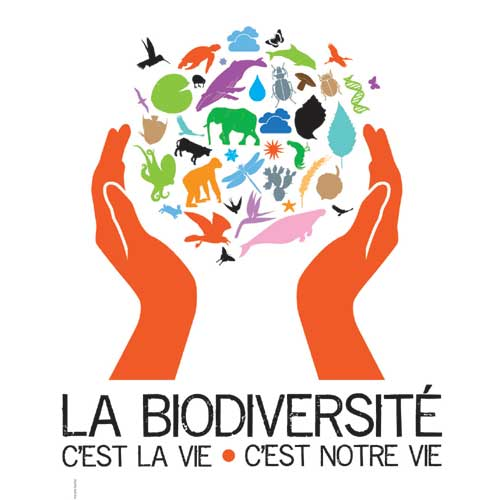 LA BIODIVERSITÉ
C'EST LA VIE • C'EST NOTRE VIE